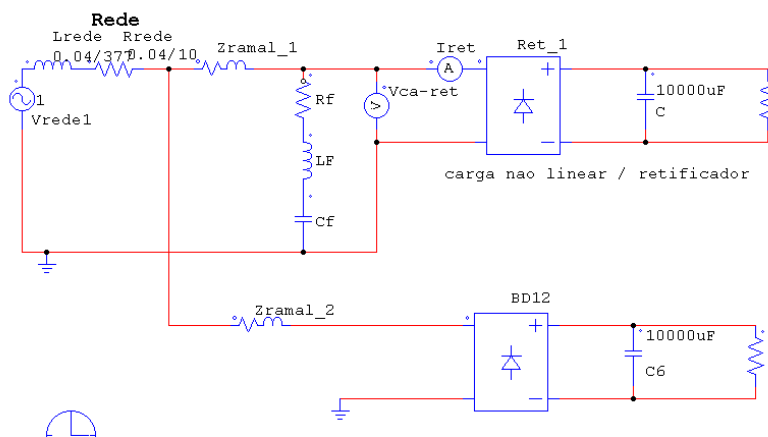 Rede
Lrede Rrede
0.04/377 0.04/10
Zramal_1
Iret
Ret_1
A
1
Vrede1
Rf
V
Vca-ret
10000uF
C
LF
Cf
carga nao linear / retificador
Zramal_2
BD12
10000uF
C6